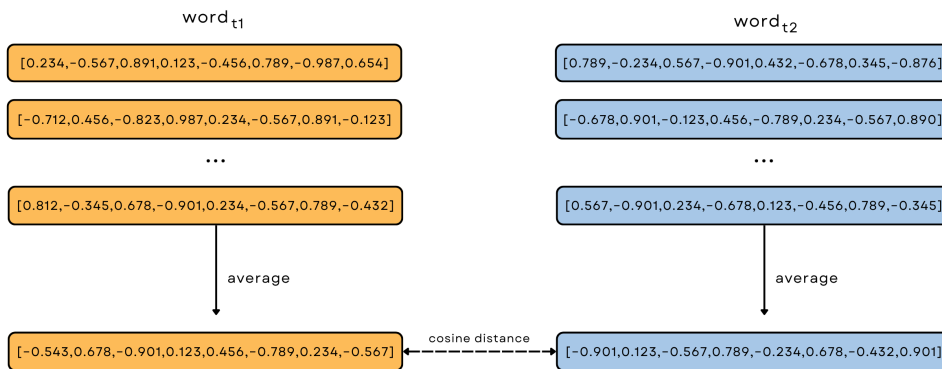 word_t1
word_t2
[0.234,-0.567,0.891,0.123,-0.456,0.789,-0.987,0.654]
[0.789,-0.234,0.567,-0.901,0.432,-0.678,0.345,-0.876]
[-0.712,0.456,-0.823,0.987,0.234,-0.567,0.891,-0.123]
[-0.678,0.901,-0.123,0.456,-0.789,0.234,-0.567,0.890]
...
...
[0.812,-0.345,0.678,-0.901,0.234,-0.567,0.789,-0.432]
[0.567,-0.901,0.234,-0.678,0.123,-0.456,0.789,-0.345]
average
average
[-0.543,0.678,-0.901,0.123,0.456,-0.789,0.234,-0.567]
cosine distance
[-0.901,0.123,-0.567,0.789,-0.234,0.678,-0.432,0.901]